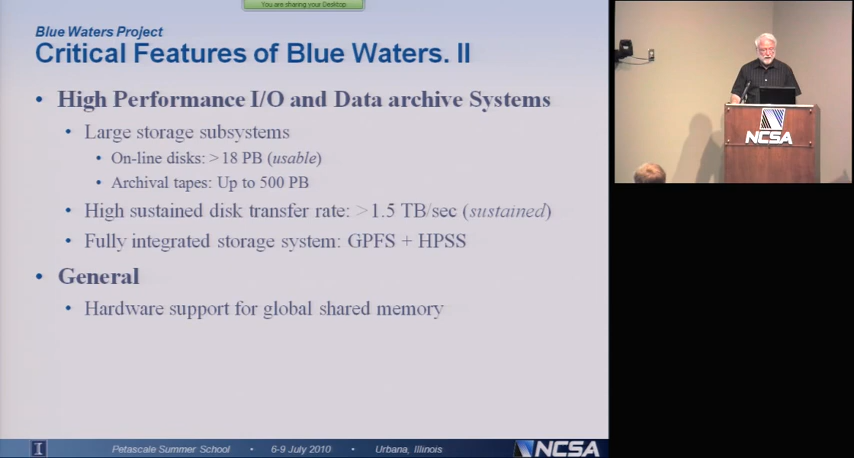 You are sharing your Desktop
Blue Waters Project
Critical Features of Blue Waters. II
• High Performance I/O and Data archive Systems
• Large storage subsystems
• On-line disks: >18 PB (usable)
• Archival tapes: Up to 500 PB
• High sustained disk transfer rate: >1.5 TB/sec (sustained)
• Fully integrated storage system: GPFS + HPSS
• General
• Hardware support for global shared memory
I Petascale Summer School • 6-9 July 2010 • Urbana, Illinois NCSA
NCSA